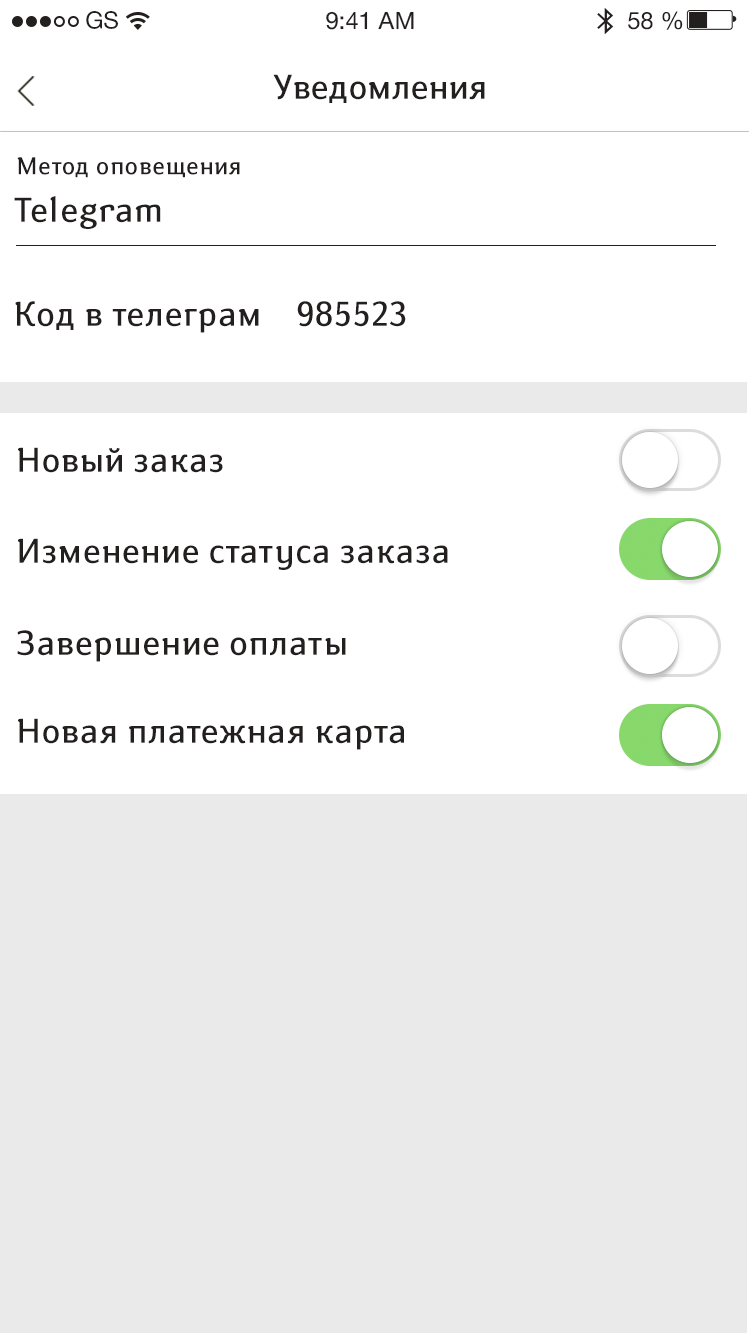 GS 9:41 AM 58 %
Уведомления
Метод оповещения
Telegram
Код в телеграм 985523
Новый заказ
Изменение статуса заказа
Завершение оплаты
Новая платежная карта